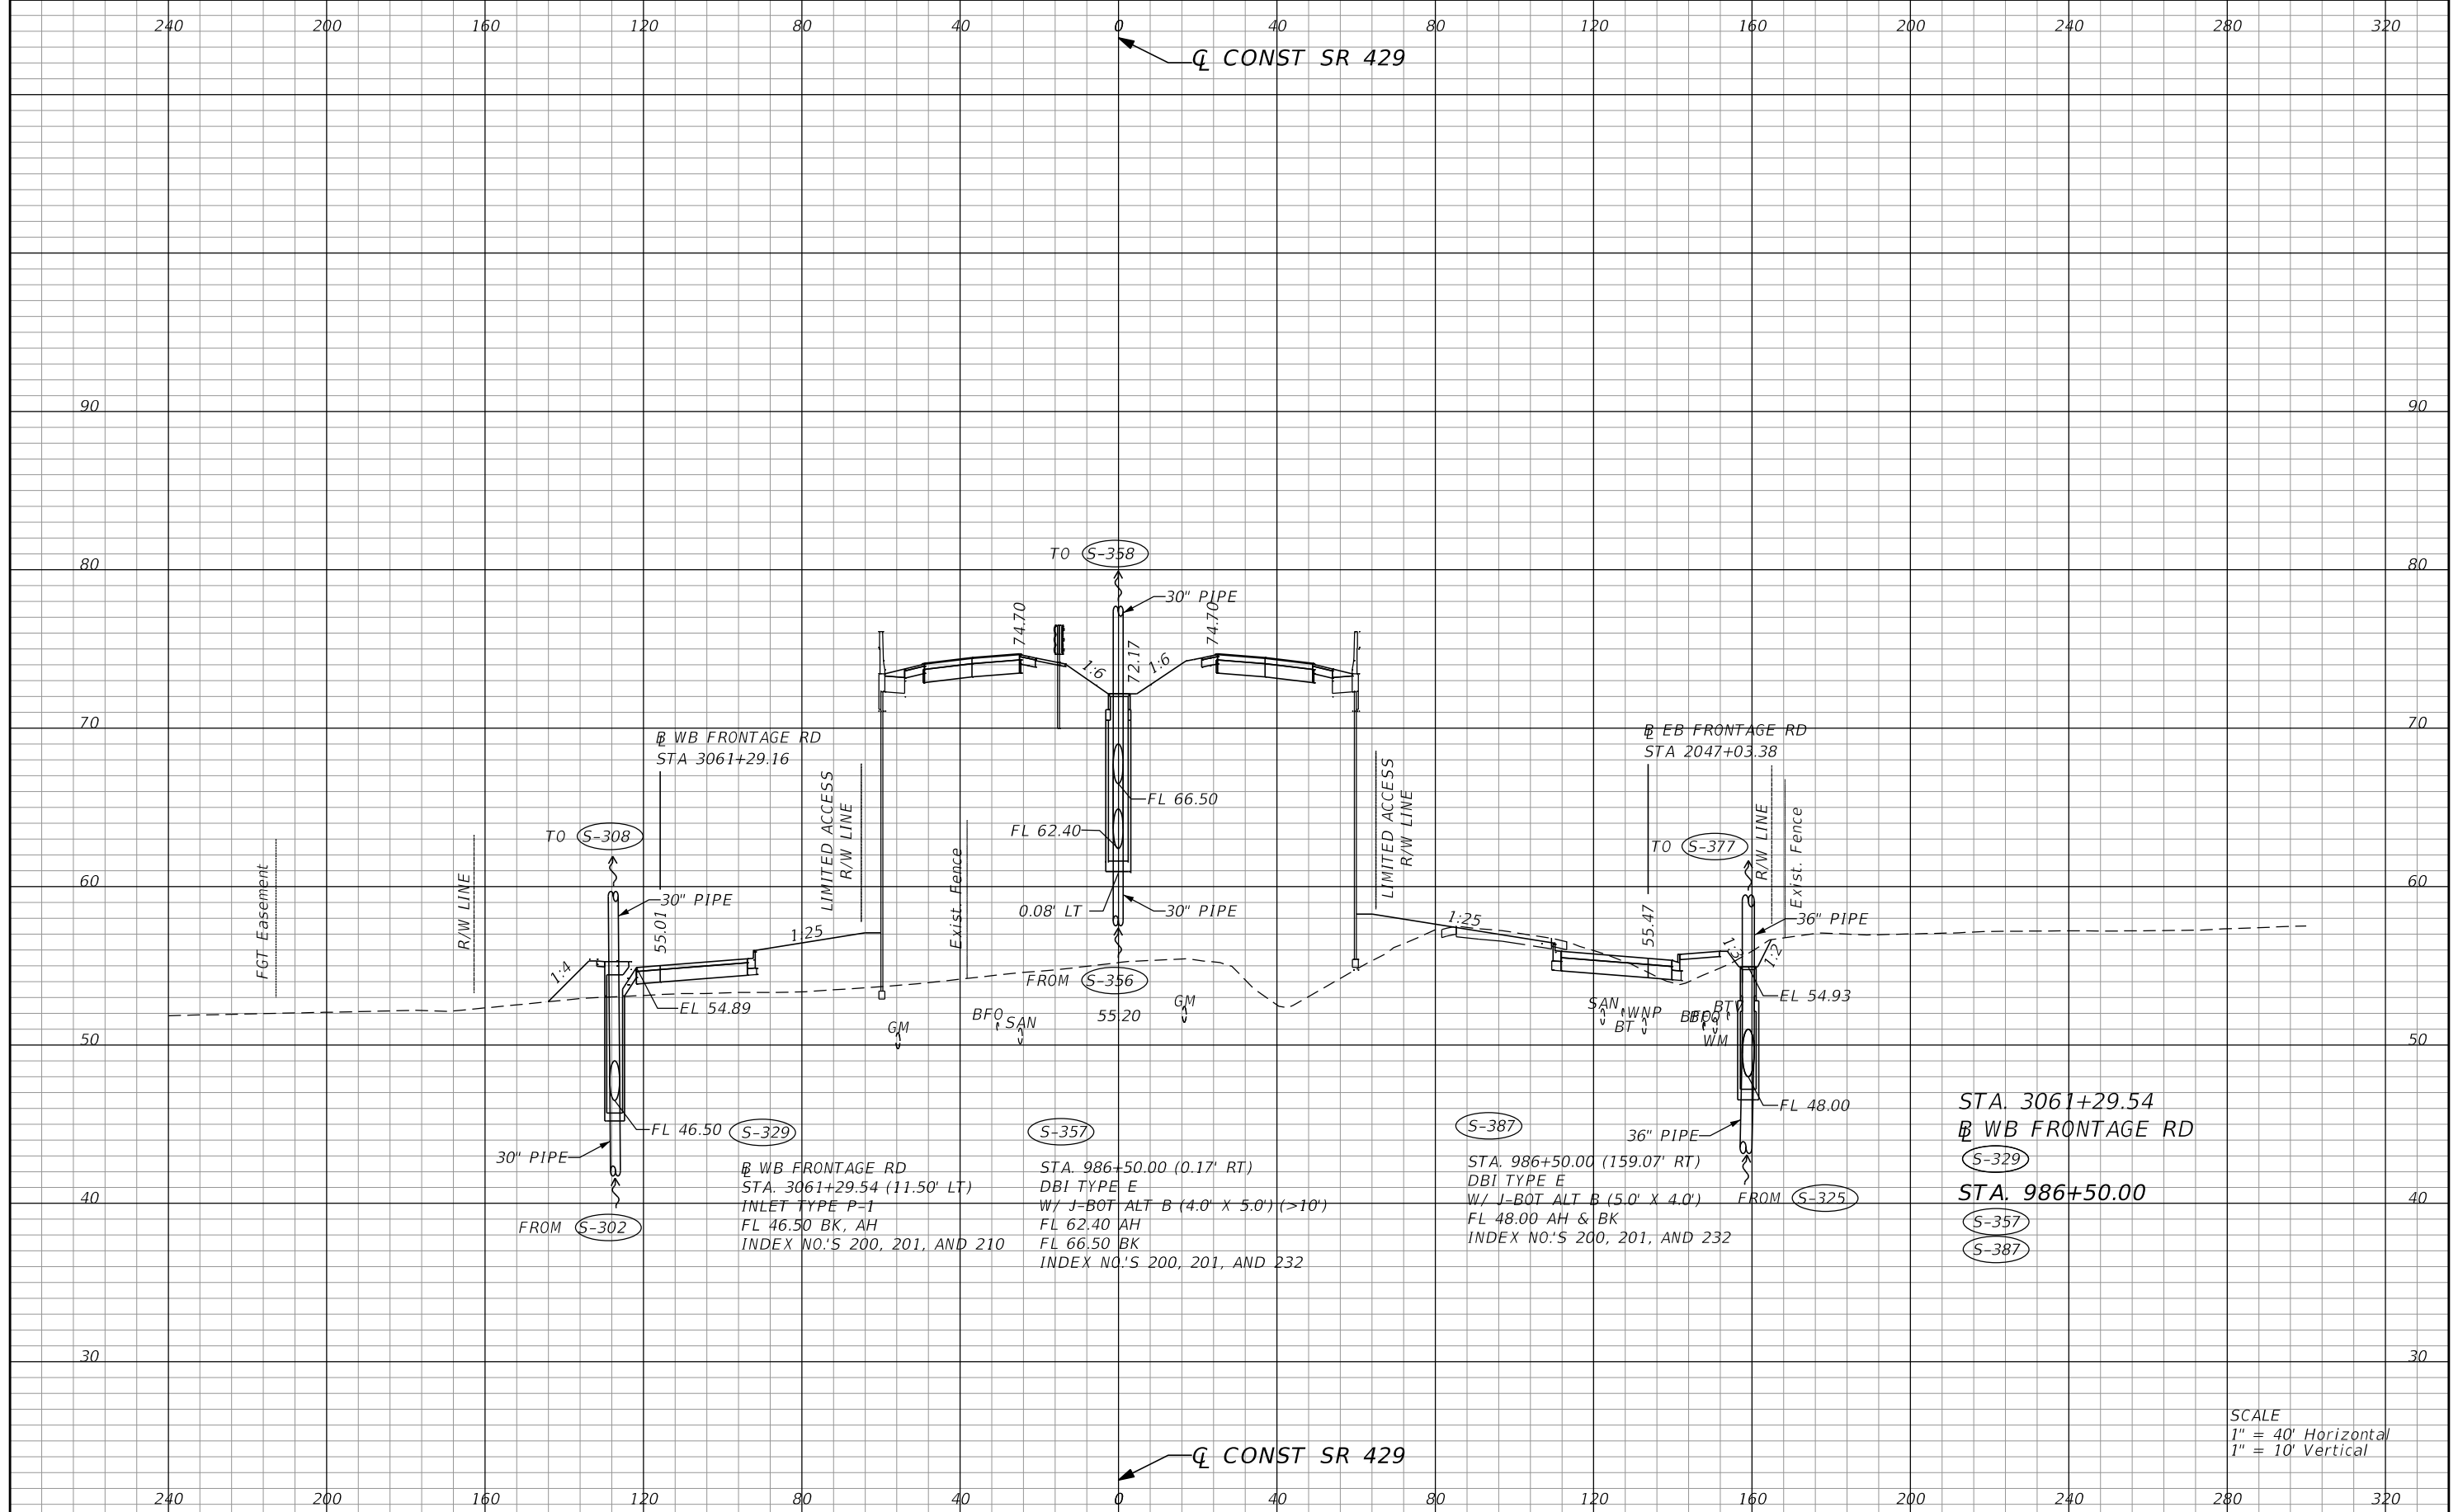 240 200 160 120 80 40 0 40 80 120 160 200 240 280 320
℄ CONST SR 429
90 90
80 80
TO S-358
30" PIPE
74.70
74.70
72.17
1:6
1:6
70 70
℄ WB FRONTAGE RD
STA 3061+29.16
B EB FRONTAGE RD
STA 2047+03.38
LIMITED ACCESS
R/W LINE
LIMITED ACCESS
R/W LINE
FL 66.50
FL 62.40
TO S-308
TO S-377
R/W LINE
Exist. Fence
FGT Easement
R/W LINE
Exist. Fence
60 60
30" PIPE
55.01
1:25
0.08' LT
30" PIPE
1:25
55.47
36" PIPE
1:4
1:2
FROM S-356
EL 54.89
EL 54.93
GM
BFO
SAN
55.20
GM
SAN
BT
WNP
BFO
BT
WM
50 50
FL 46.50
30" PIPE
FROM S-302
FL 48.00
36" PIPE
FROM S-325
S-329
BL WB FRONTAGE RD
STA. 3061+29.54 (11.50' LT)
INLET TYPE P-1
FL 46.50 BK, AH
INDEX NO.'S 200, 201, AND 210
S-357
STA. 986+50.00 (0.17' RT)
DBI TYPE E
W/ J-BOT ALT B (4.0' X 5.0') (>10')
FL 62.40 AH
FL 66.50 BK
INDEX NO.'S 200, 201, AND 232
S-387
STA. 986+50.00 (159.07' RT)
DBI TYPE E
W/ J-BOT ALT B (5.0' X 4.0')
FL 48.00 AH & BK
INDEX NO.'S 200, 201, AND 232
STA. 3061+29.54
BL WB FRONTAGE RD
S-329
STA. 986+50.00
S-357
S-387
40 40
30 30
SCALE
1" = 40' Horizontal
1" = 10' Vertical
℄ CONST SR 429
240 200 160 120 80 40 0 40 80 120 160 200 240 280 320